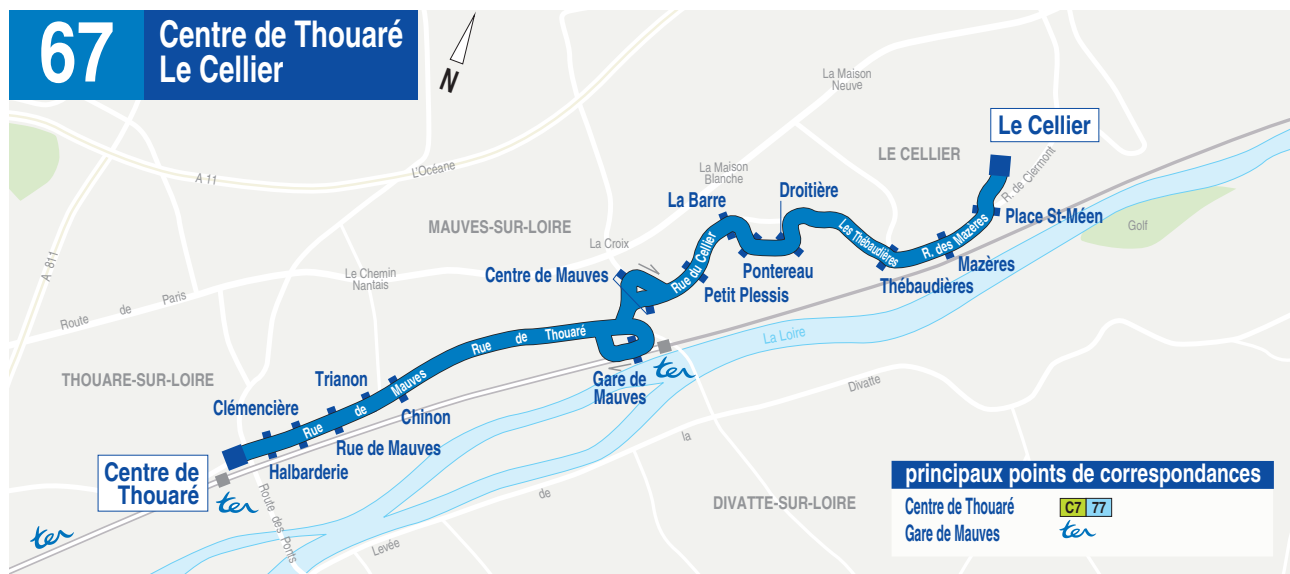 67
Centre de Thouaré
Le Cellier
N
La Maison
Neuve
Le Cellier
LE CELLIER
R. de Clermont
A 11
L'Océane
La Maison
Blanche
Droitière
La Barre
Place St-Méen
Golf
MAUVES-SUR-LOIRE
La Croix
Les Thébaudières
R. des Mazères
Mazères
A 811
Le Chemin
Nantais
Centre de Mauves
Rue du Cellier
Pontereau
Thébaudières
Petit Plessis
Route de Paris
La Loire
Rue de Thouaré
THOUARE-SUR-LOIRE
Trianon
Rue de Mauves
Gare de
Mauves
ter
Divatte
Clémencière
Chinon
Rue de Mauves
Halbarderie
Centre de
Thouaré
ter
ter
Route des Ponts
Levée de la
DIVATTE-SUR-LOIRE
principaux points de correspondances
Centre de Thouaré C7 77
Gare de Mauves ter